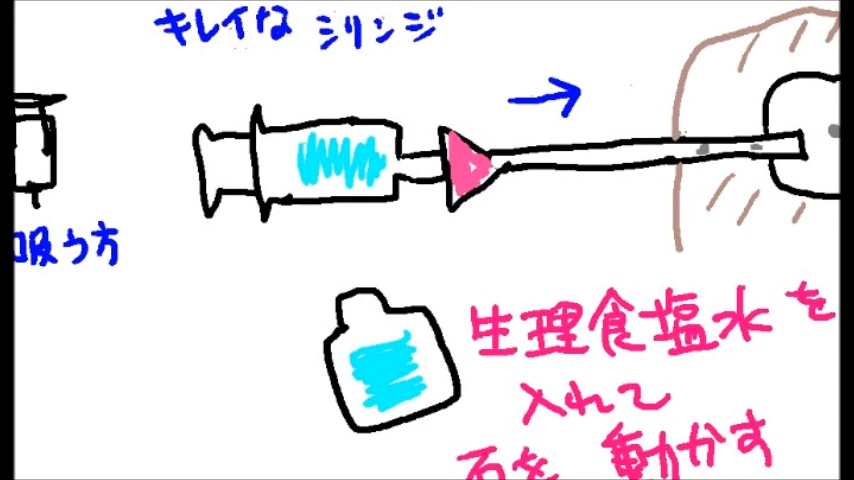 キレイな シリンジ
吸う方
生理食塩水を
入れて
石を 動かす